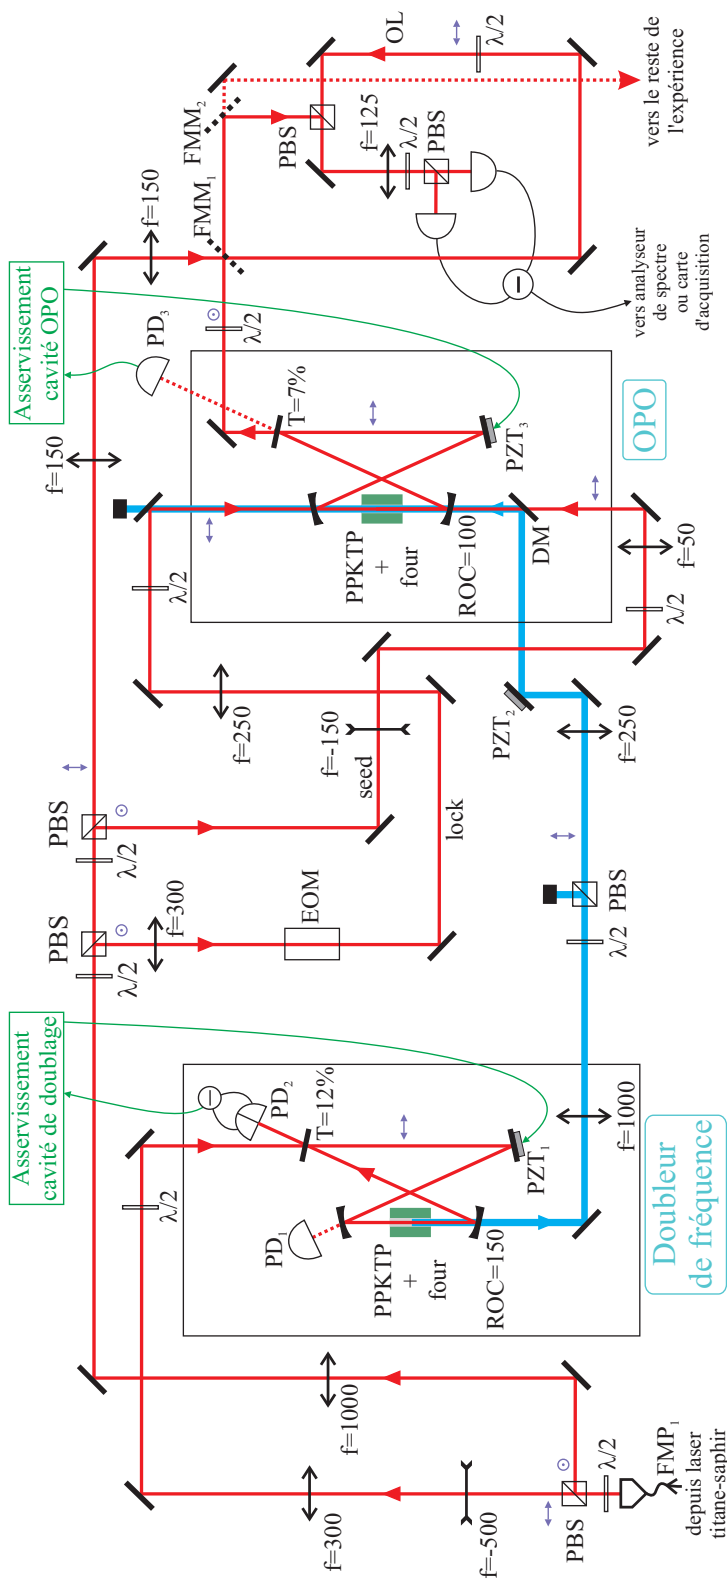 Asservissement
cavité de doublage
Asservissement
cavité OPO
PBS
λ/2
PBS
λ/2
f=150
f=150
FMM₁
FMM₂
PD₃
λ/2
T=7%
PBS
OL
λ/2
f=125
λ/2
PBS
vers le reste de
l'expérience
vers analyseur
de spectre
ou carte
d'acquisition
f=300
EOM
lock
seed
f=-150
f=250
λ/2
PPKTP
+
four
ROC=100
PZT₃
DM
OPO
f=50
λ/2
PZT₂
f=250
PBS
λ/2
f=1000
λ/2
PD₂
T=12%
PD₁
PPKTP
+
four
ROC=150
PZT₁
Doubleur
de fréquence
f=1000
f=300
f=-500
PBS
λ/2
FMP₁
depuis laser
titane-saphir